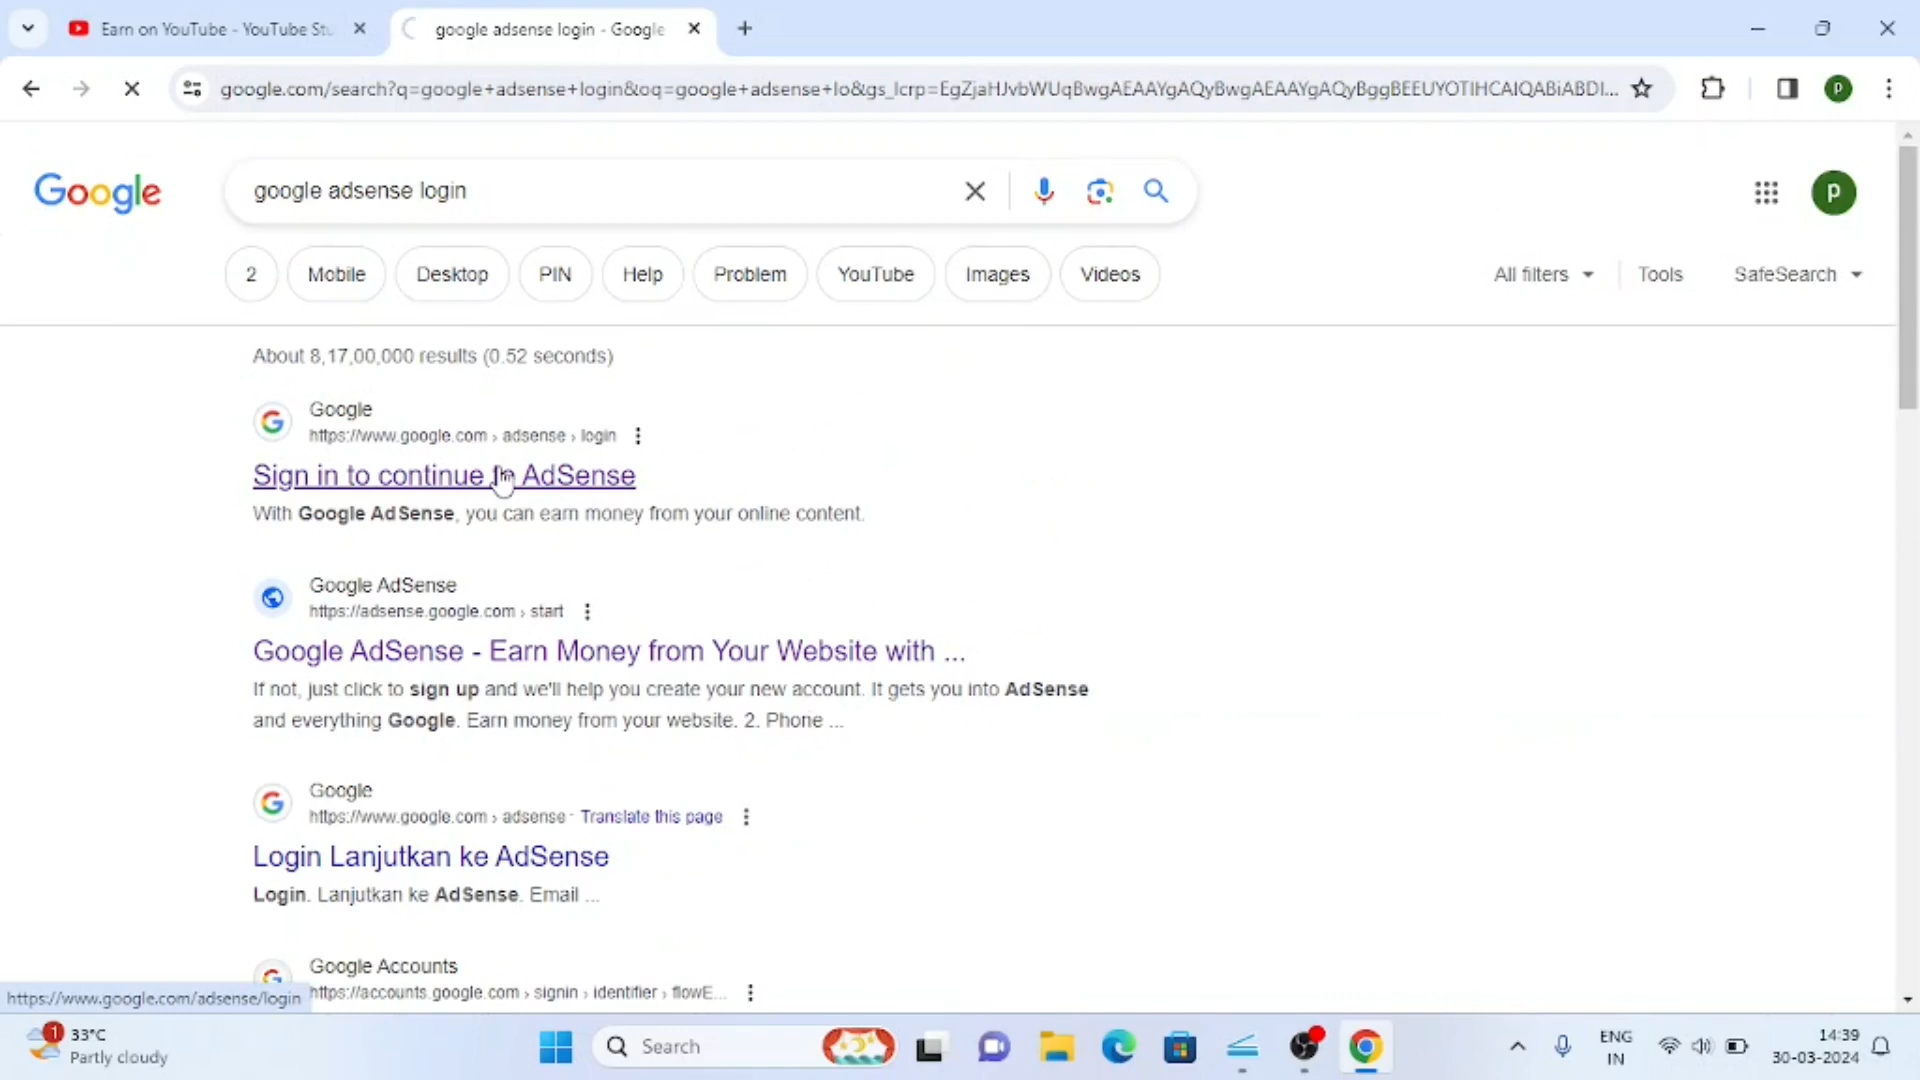 Earn on YouTube - YouTube Stu
google adsense login - Google
google.com/search?q=google+adsense+login&oq=google+adsense+lo&gs_lcrp=EgZjaHJvbWUqBwgAEAAYgAQyBwgAEAAYgAQyBggBEEUYOTIHCAIQABiABDI...
P
Google
google adsense login
P
2
Mobile
Desktop
PIN
Help
Problem
YouTube
Images
Videos
All filters
Tools
SafeSearch
About 8,17,00,000 results (0.52 seconds)
Google
https://www.google.com › adsense › login
Sign in to continue to AdSense
With Google AdSense, you can earn money from your online content.
Google AdSense
https://adsense.google.com › start
Google AdSense - Earn Money from Your Website with ...
If not, just click to sign up and we'll help you create your new account. It gets you into AdSense
and everything Google. Earn money from your website. 2. Phone ...
Google
https://www.google.com › adsense · Translate this page
Login Lanjutkan ke AdSense
Login. Lanjutkan ke AdSense. Email ...
Google Accounts
https://accounts.google.com › signin › identifier › flowE...
https://www.google.com/adsense/login
1
33°C
Partly cloudy
Search
ENG
IN
14:39
30-03-2024